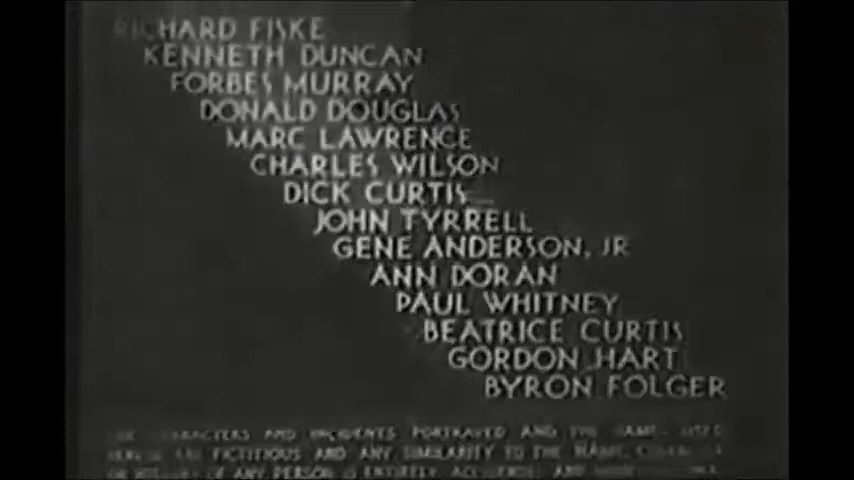 RICHARD FISKE
KENNETH DUNCAN
FORBES MURRAY
DONALD DOUGLAS
MARC LAWRENCE
CHARLES WILSON
DICK CURTIS
JOHN TYRRELL
GENE ANDERSON, JR
ANN DORAN
PAUL WHITNEY
BEATRICE CURTIS
GORDON HART
BYRON FOLGER
CHARACTERS AND INCIDENTS PORTRAYED AND THE
FICTITIOUS AND ANY SIMILARITY TO THE NAME,
OF ANY PERSON IS ENTIRELY